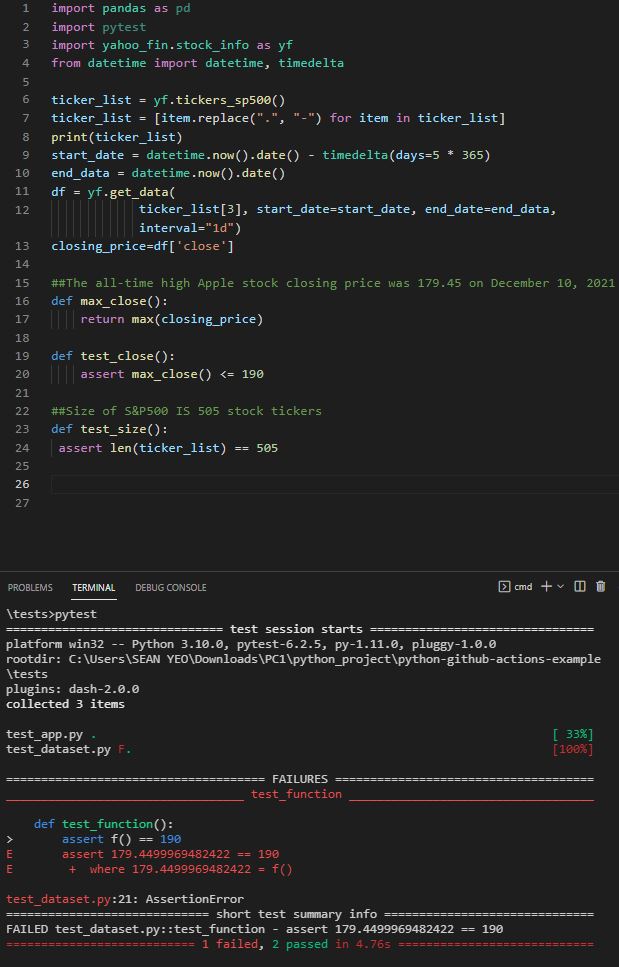 1 import pandas as pd
2 import pytest
3 import yahoo_fin.stock_info as yf
4 from datetime import datetime, timedelta
5
6 ticker_list = yf.tickers_sp500()
7 ticker_list = [item.replace(".", "-") for item in ticker_list]
8 print(ticker_list)
9 start_date = datetime.now().date() - timedelta(days=5 * 365)
10 end_data = datetime.now().date()
11 df = yf.get_data(
12 ticker_list[3], start_date=start_date, end_date=end_data,
interval="1d")
13 closing_price=df['close']
14
15 ##The all-time high Apple stock closing price was 179.45 on December 10, 2021
16 def max_close():
17 return max(closing_price)
18
19 def test_close():
20 assert max_close() <= 190
21
22 ##Size of S&P500 IS 505 stock tickers
23 def test_size():
24 assert len(ticker_list) == 505
25
26
27
PROBLEMS TERMINAL DEBUG CONSOLE cmd
\tests>pytest
============================== test session starts ===============================
platform win32 -- Python 3.10.0, pytest-6.2.5, py-1.11.0, pluggy-1.0.0
rootdir: C:\Users\SEAN YEO\Downloads\PC1\python_project\python-github-actions-example
\tests
plugins: dash-2.0.0
collected 3 items
test_app.py . [ 33%]
test_dataset.py F. [100%]
==================================== FAILURES ====================================
_________________________________ test_function __________________________________
def test_function():
> assert f() == 190
E assert 179.4499969482422 == 190
E + where 179.4499969482422 = f()
test_dataset.py:21: AssertionError
============================ short test summary info =============================
FAILED test_dataset.py::test_function - assert 179.4499969482422 == 190
========================== 1 failed, 2 passed in 4.76s ===========================